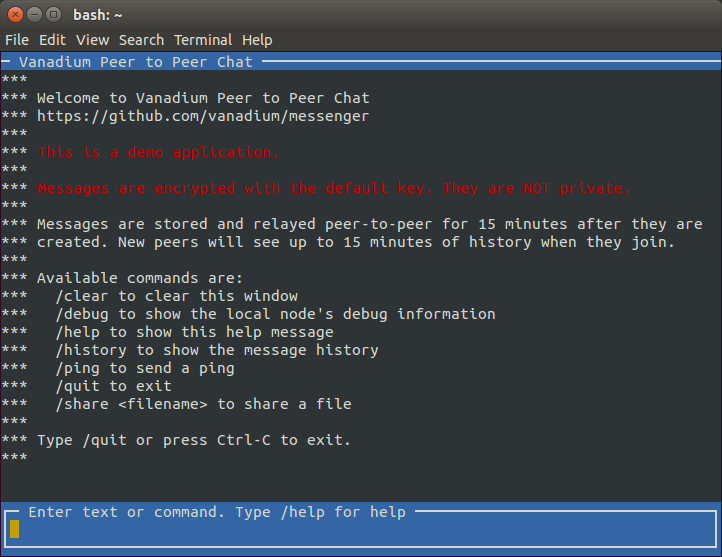 bash: ~
File Edit View Search Terminal Help
Vanadium Peer to Peer Chat
***
*** Welcome to Vanadium Peer to Peer Chat
*** https://github.com/vanadium/messenger
***
*** This is a demo application.
***
*** Messages are encrypted with the default key. They are NOT private.
***
*** Messages are stored and relayed peer-to-peer for 15 minutes after they are
*** created. New peers will see up to 15 minutes of history when they join.
***
*** Available commands are:
***   /clear to clear this window
***   /debug to show the local node's debug information
***   /help to show this help message
***   /history to show the message history
***   /ping to send a ping
***   /quit to exit
***   /share <filename> to share a file
***
*** Type /quit or press Ctrl-C to exit.
***
Enter text or command. Type /help for help